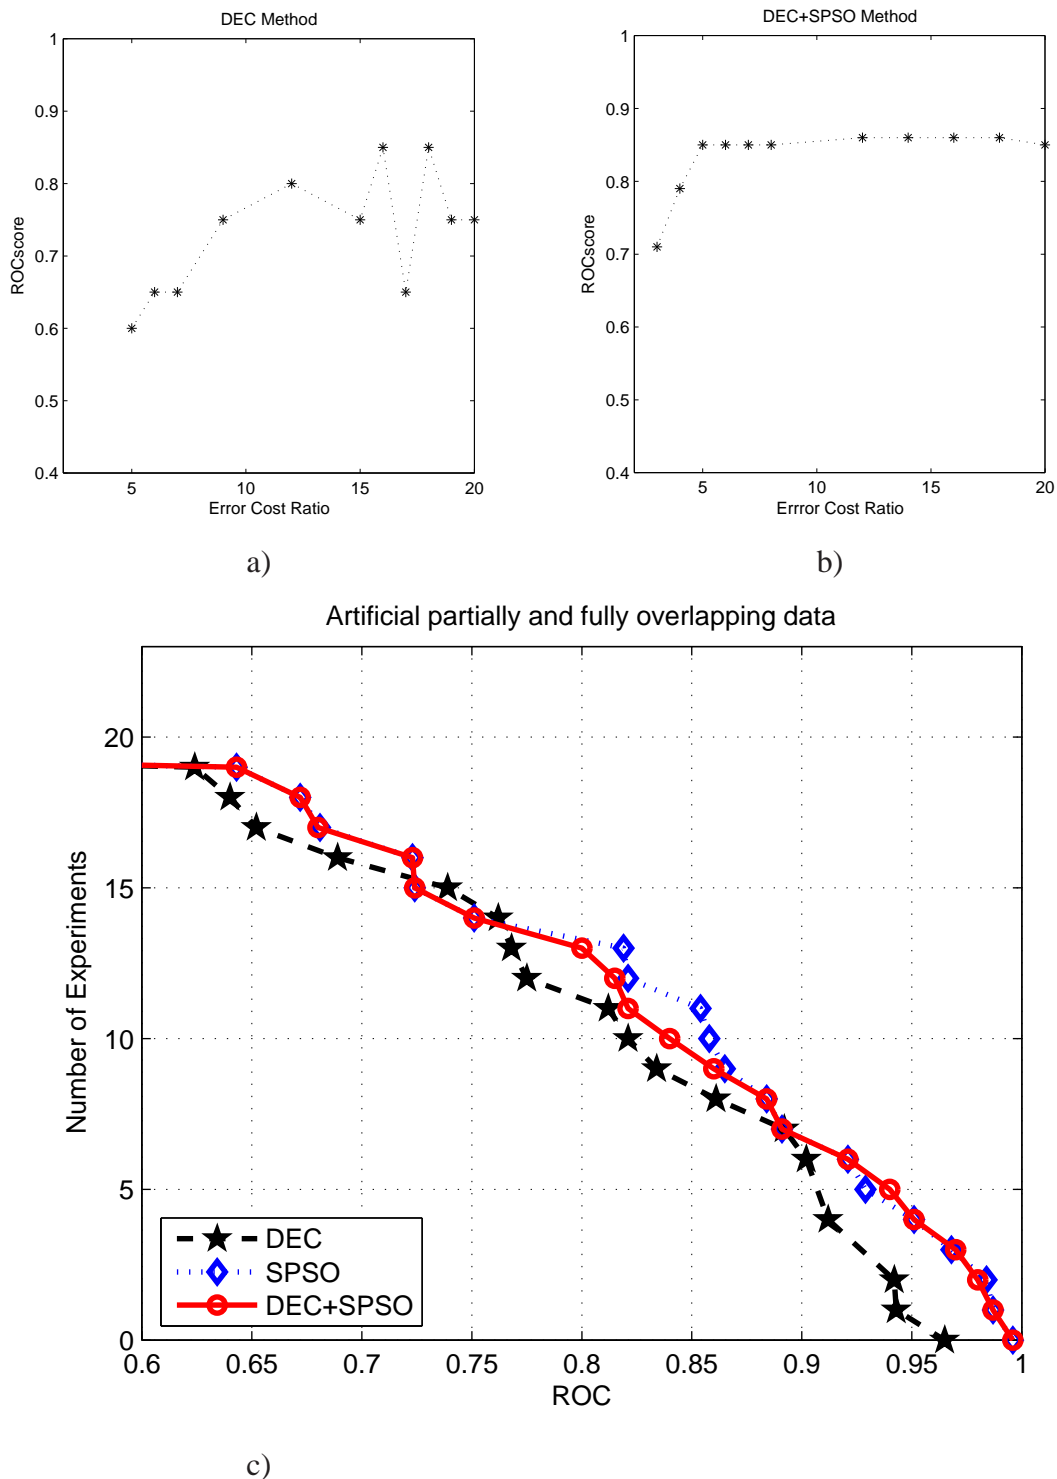 DEC Method
1
0.9
0.8
0.7
0.6
0.5
0.4
5
10
15
20
ROCscore
Error Cost Ratio
a)
DEC+SPSO Method
1
0.9
0.8
0.7
0.6
0.5
0.4
5
10
15
20
ROCscore
Errror Cost Ratio
b)
Artificial partially and fully overlapping data
20
15
10
5
0
Number of Experiments
DEC
SPSO
DEC+SPSO
0.6
0.65
0.7
0.75
0.8
0.85
0.9
0.95
1
ROC
c)